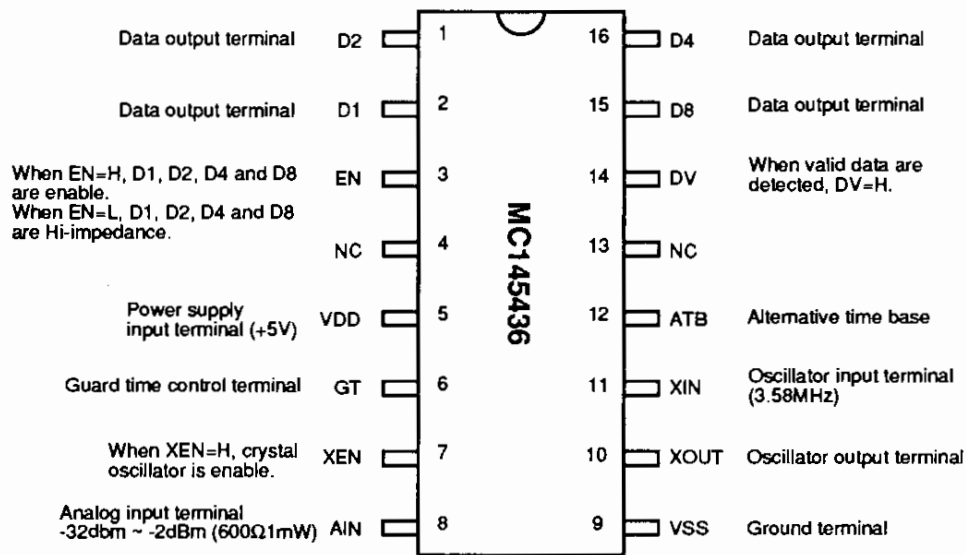 Data output terminal D2 1 16 D4 Data output terminal
Data output terminal D1 2 15 D8 Data output terminal
When EN=H, D1, D2, D4 and D8
are enable.
When EN=L, D1, D2, D4 and D8
are Hi-impedance.
EN 3 14 DV
When valid data are
detected, DV=H.
NC 4 13 NC
MC145436
Power supply
input terminal (+5V)
VDD 5 12 ATB Alternative time base
Guard time control terminal GT 6 11 XIN
Oscillator input terminal
(3.58MHz)
When XEN=H, crystal
oscillator is enable.
XEN 7 10 XOUT Oscillator output terminal
Analog input terminal
-32dbm ~ -2dBm (600Ω1mW)
AIN 8 9 VSS Ground terminal